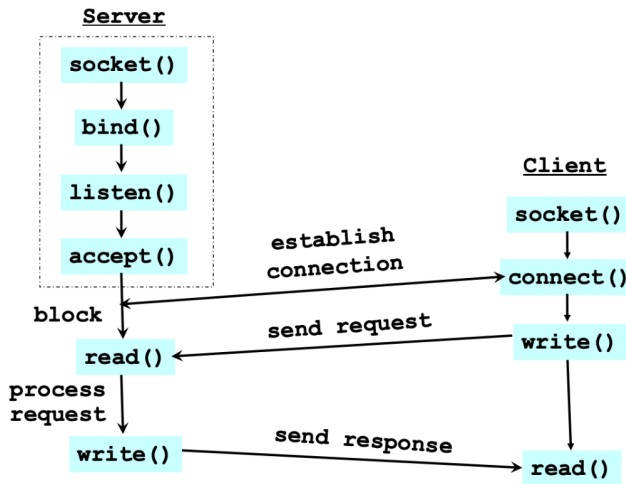 Server
socket()
bind()
listen()
accept()
block
read()
process
request
write()
establish
connection
send request
send response
Client
socket()
connect()
write()
read()